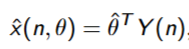 x̂(n, θ) = θ̂ᵀ Y(n),